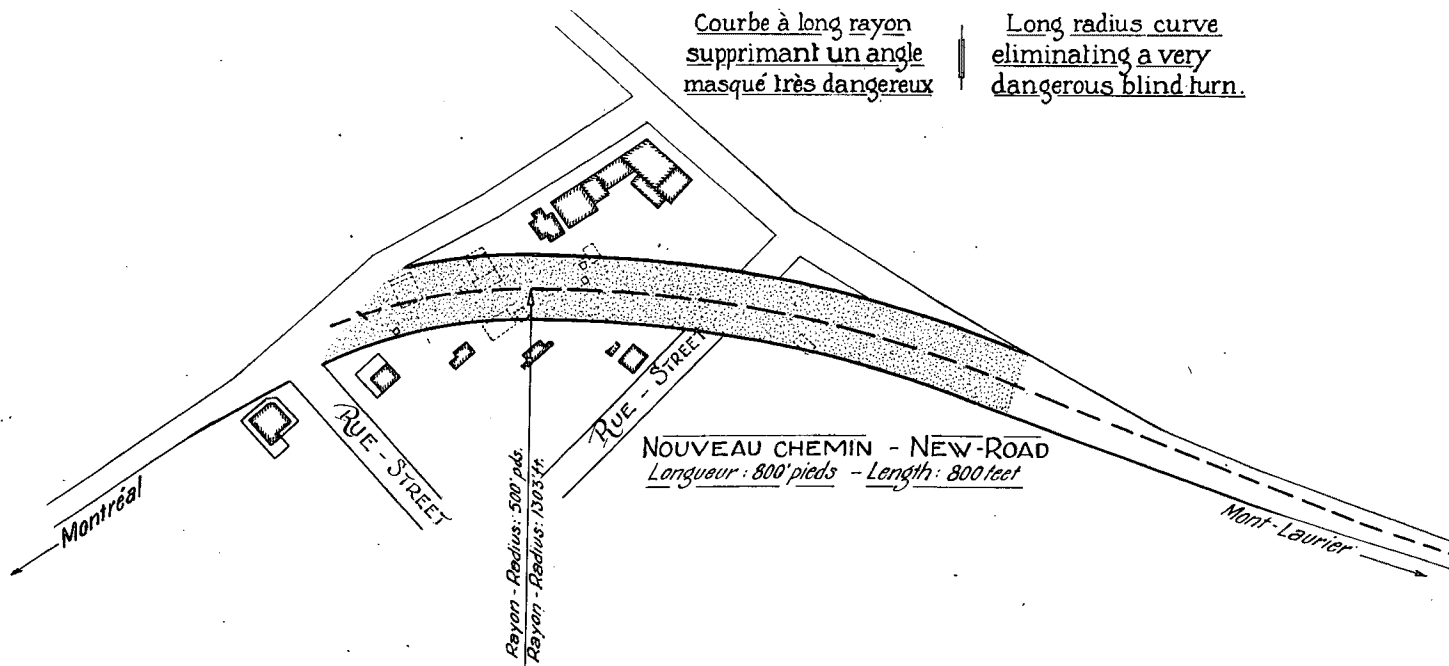 Courbe à long rayon
supprimant un angle
masqué très dangereux
Long radius curve
eliminating a very
dangerous blind turn.
RUE - STREET
RUE - STREET
NOUVEAU CHEMIN - NEW-ROAD
Longueur: 800' pieds - Length: 800 feet
Montréal
Mont-Laurier
Rayon - Radius: 500' pds.
Rayon - Radius: 1303' ft.